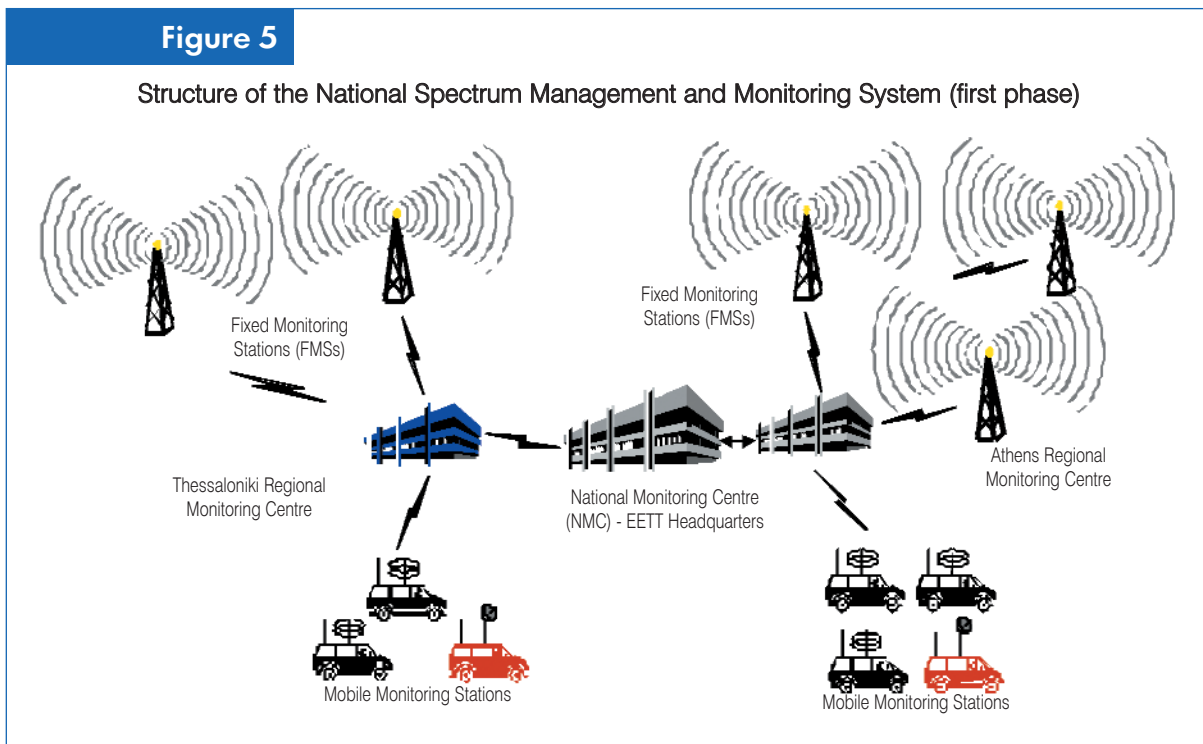 Figure 5
Structure of the National Spectrum Management and Monitoring System (first phase)
Fixed Monitoring
Stations (FMSs)
Fixed Monitoring
Stations (FMSs)
Thessaloniki Regional
Monitoring Centre
National Monitoring Centre
(NMC) - EETT Headquarters
Athens Regional
Monitoring Centre
Mobile Monitoring Stations
Mobile Monitoring Stations